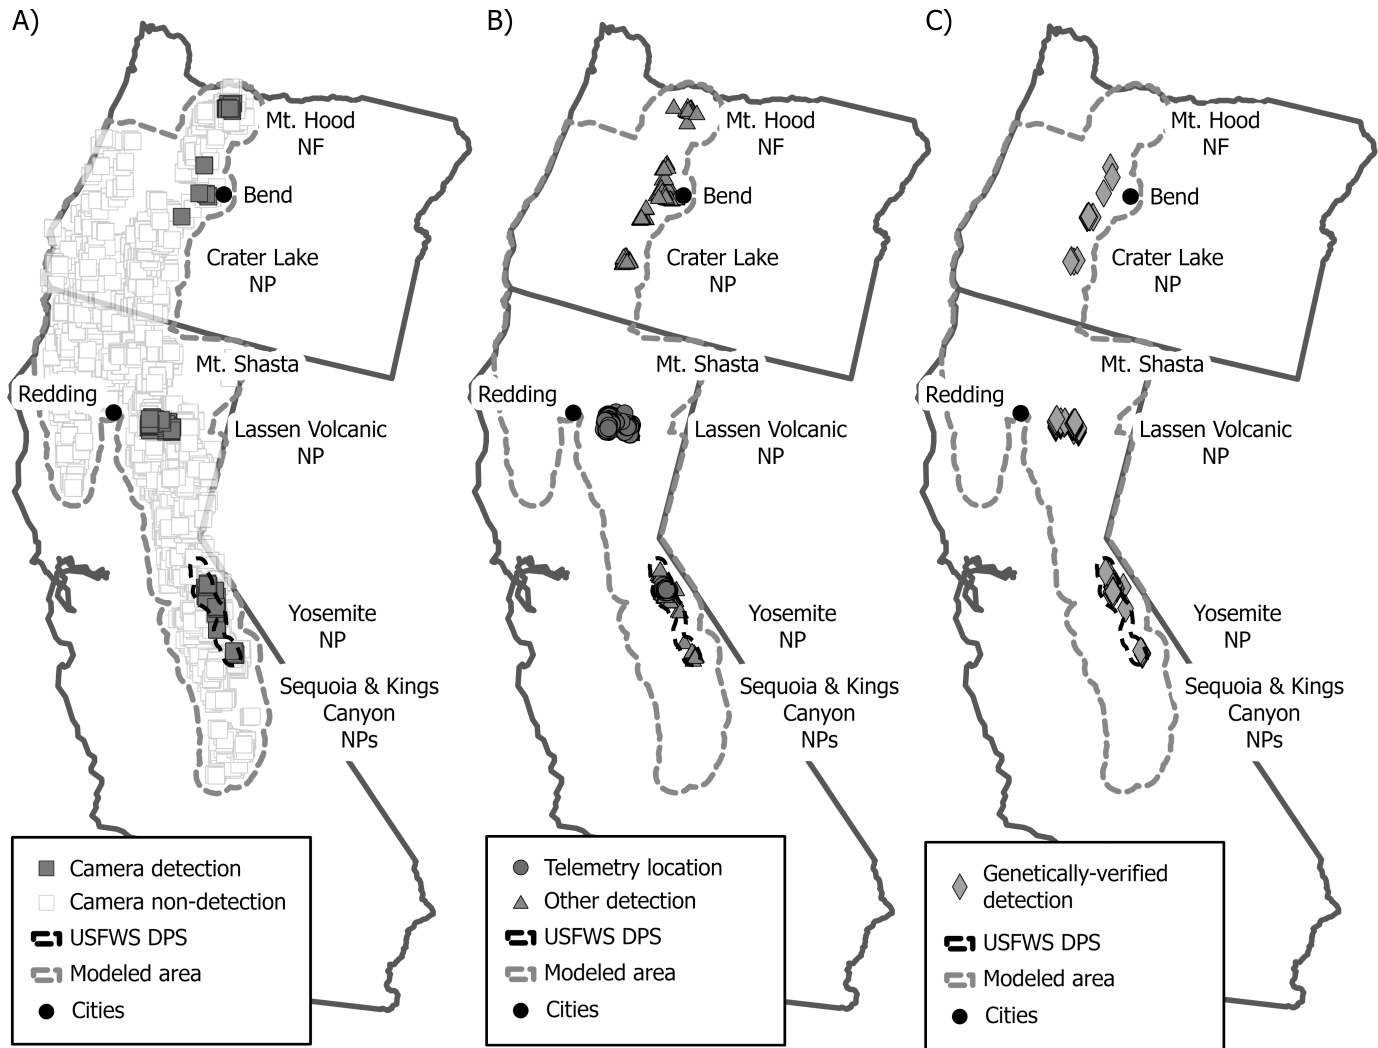 A)
Mt. Hood
NF
Bend
Crater Lake
NP
Mt. Shasta
Redding
Lassen Volcanic
NP
Yosemite
NP
Sequoia & Kings
Canyon
NPs
Camera detection
Camera non-detection
USFWS DPS
Modeled area
Cities
B)
Mt. Hood
NF
Bend
Crater Lake
NP
Mt. Shasta
Redding
Lassen Volcanic
NP
Yosemite
NP
Sequoia & Kings
Canyon
NPs
Telemetry location
Other detection
USFWS DPS
Modeled area
Cities
C)
Mt. Hood
NF
Bend
Crater Lake
NP
Mt. Shasta
Redding
Lassen Volcanic
NP
Yosemite
NP
Sequoia & Kings
Canyon
NPs
Genetically-verified
detection
USFWS DPS
Modeled area
Cities